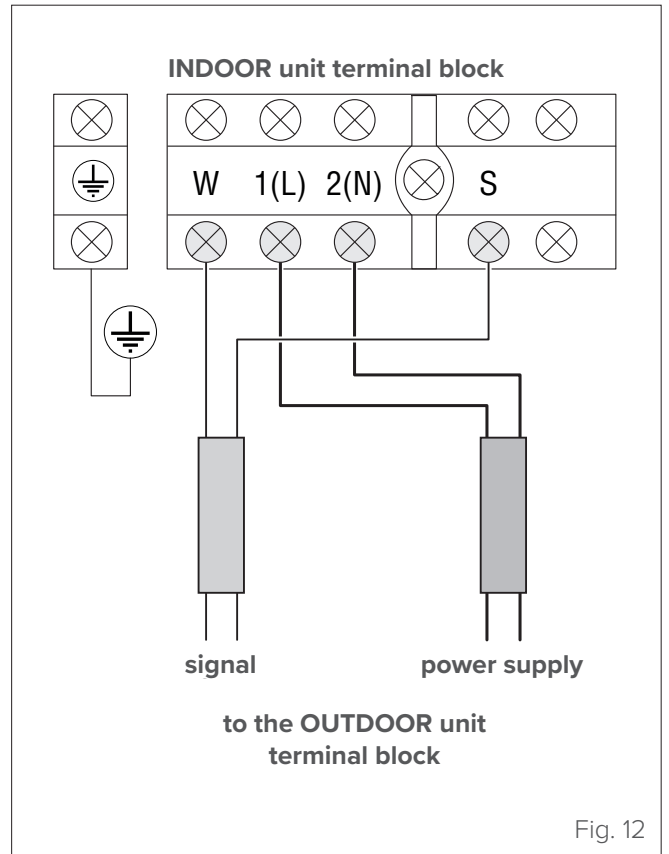 INDOOR unit terminal block
W 1(L) 2(N) S
signal power supply
to the OUTDOOR unit
terminal block
Fig. 12